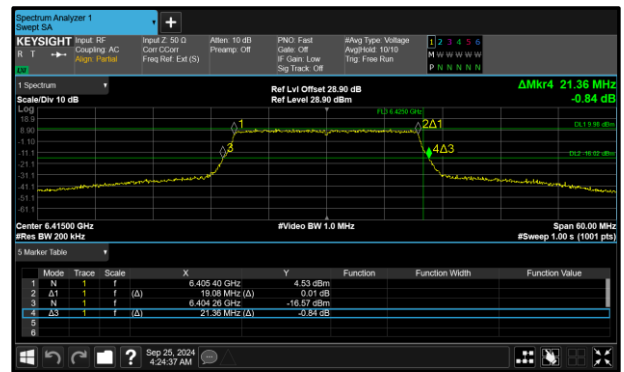 Spectrum Analyzer 1
Swept SA
+
KEYSIGHT Input: RF Input Z: 50 Ω Atten: 10 dB PNO: Fast #Avg Type: Voltage 1 2 3 4 5 6
R T Coupling: AC Corr CCorr Preamp: Off Gate: Off Avg|Hold: 10/10 M W W W W W
Align: Partial Freq Ref: Ext (S) IF Gain: Low Trig: Free Run
Sig Track: Off P N N N N N
1 Spectrum Ref Lvl Offset 28.90 dB ΔMkr4 21.36 MHz
Scale/Div 10 dB Ref Level 28.90 dBm -0.84 dB
Log
18.9 6.4250 GHz
8.90 1 2Δ1 DL1 9.98 dBm
-1.10
-11.1 3 4Δ3 DL2 -16.02 dBm
-21.1
-31.1
-41.1
-51.1
-61.1
Center 6.41500 GHz #Video BW 1.0 MHz Span 60.00 MHz
#Res BW 200 kHz #Sweep 1.00 s (1001 pts)
5 Marker Table
Mode Trace Scale X Y Function Function Width Function Value
1 N 1 f 6.405 40 GHz 4.53 dBm
2 Δ1 1 f (Δ) 19.08 MHz (Δ) 0.01 dB
3 N 1 f 6.404 26 GHz -16.57 dBm
4 Δ3 1 f (Δ) 21.36 MHz (Δ) -0.84 dB
5
6
? Sep 25, 2024
4:24:37 AM